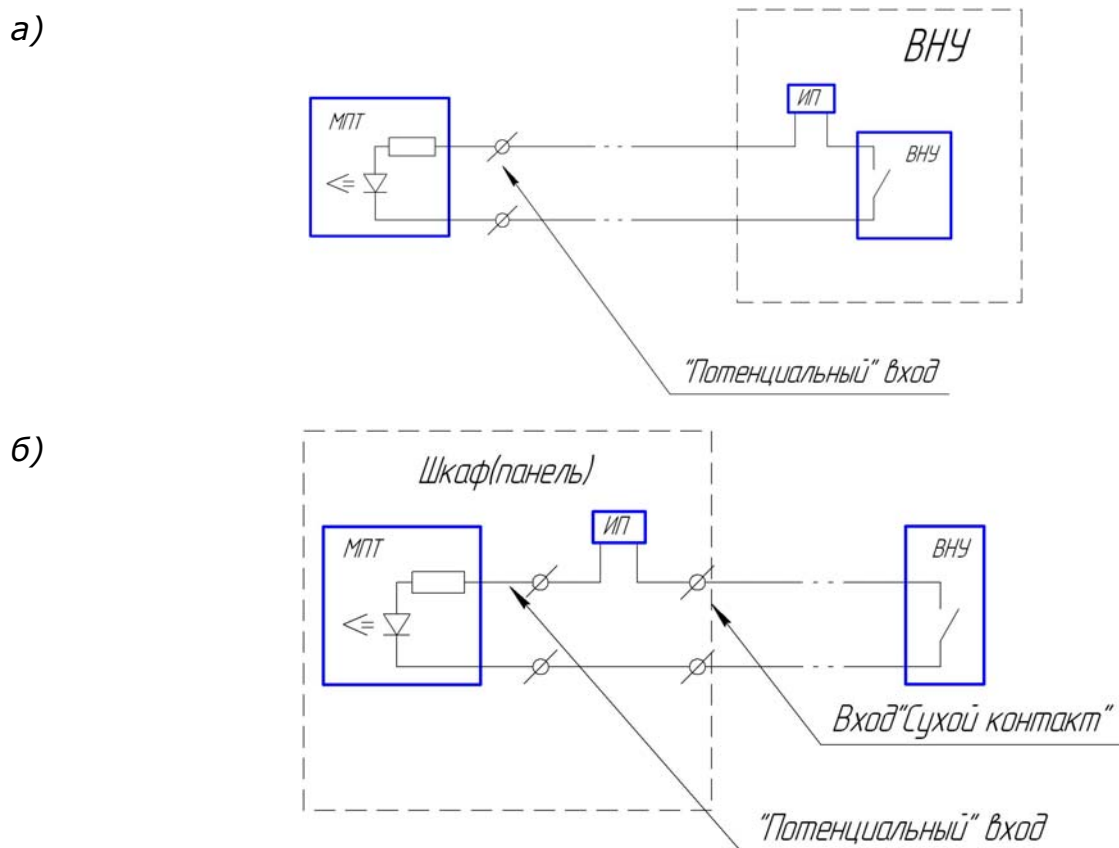 а)
ВНУ
ИП
МПТ
ВНУ
"Потенциальный" вход
б)
Шкаф(панель)
ИП
МПТ
ВНУ
Вход"Сухой контакт"
"Потенциальный" вход